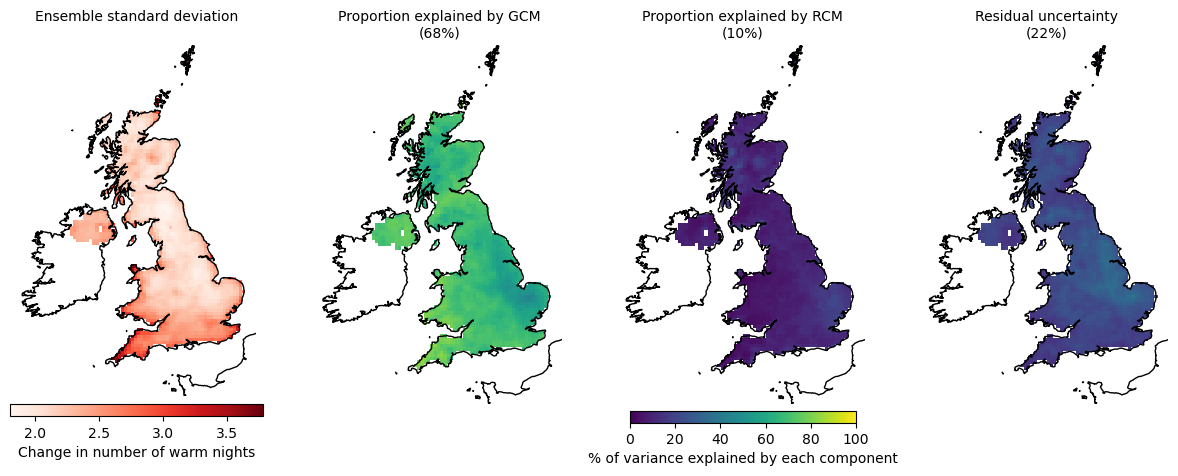 Ensemble standard deviation
Proportion explained by GCM
(68%)
Proportion explained by RCM
(10%)
Residual uncertainty
(22%)
2.0 2.5 3.0 3.5
Change in number of warm nights
0 20 40 60 80 100
% of variance explained by each component